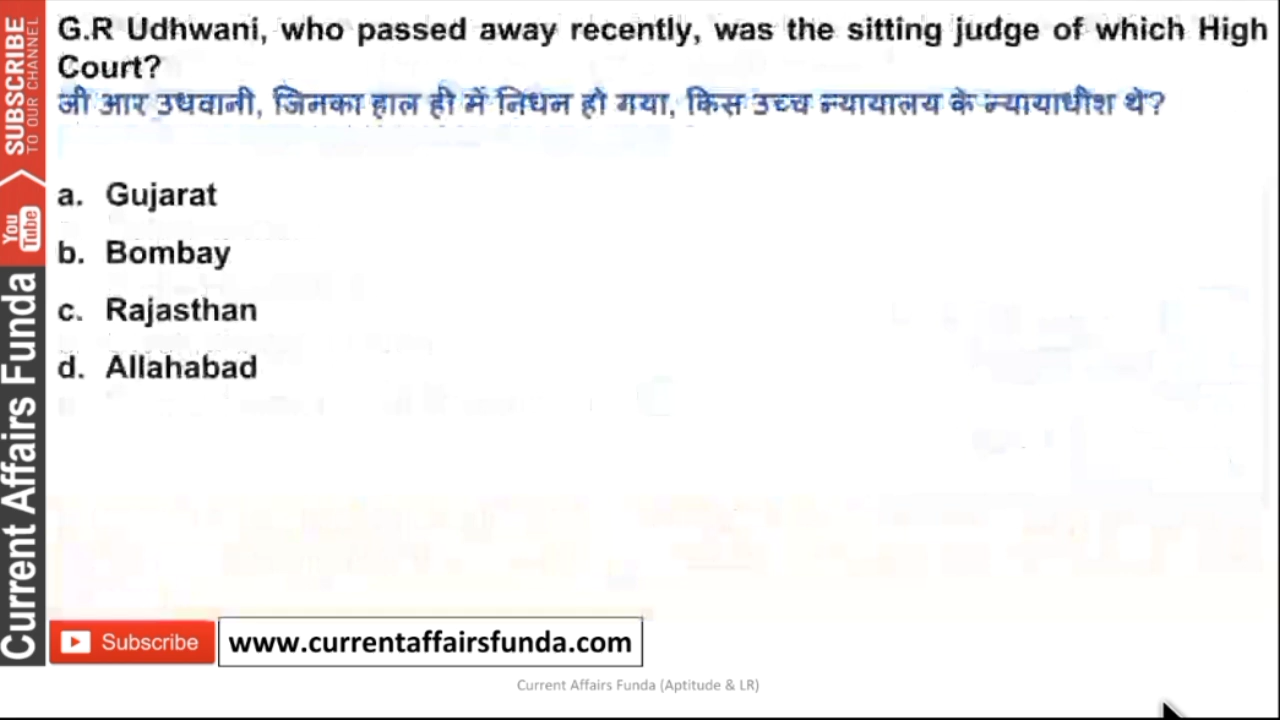 G.R Udhwani, who passed away recently, was the sitting judge of which High
Court?
जी आर उधवानी, जिनका हाल ही में निधन हो गया, किस उच्च न्यायालय के न्यायाधीश थे?
a. Gujarat
b. Bombay
c. Rajasthan
d. Allahabad
SUBSCRIBE
TO OUR CHANNEL
You
Tube
Current Affairs Funda
Subscribe
www.currentaffairsfunda.com
Current Affairs Funda (Aptitude & LR)